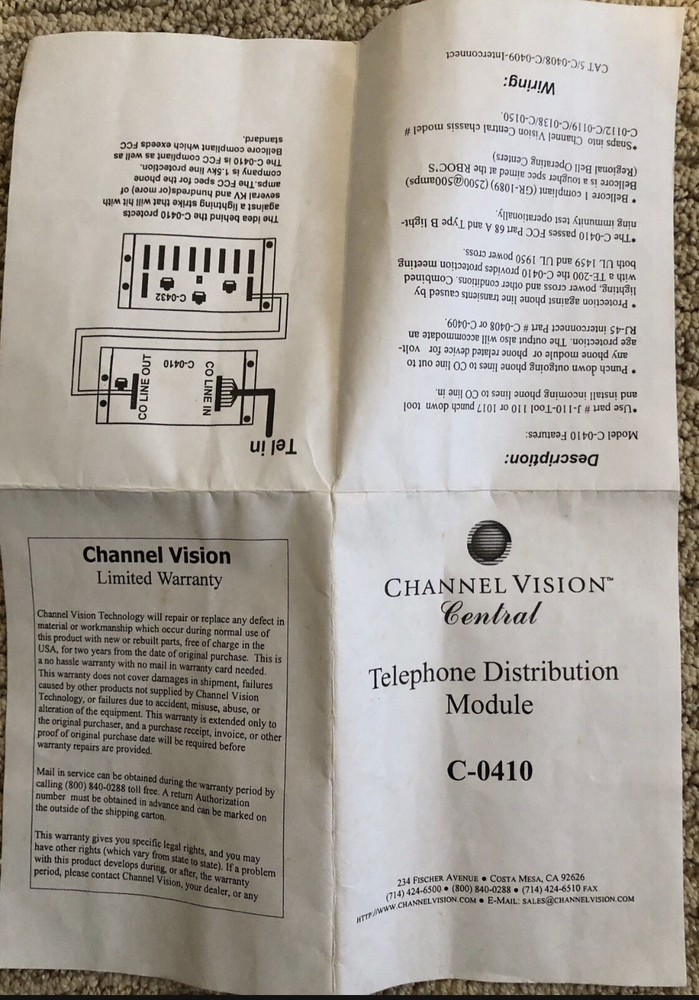 CHANNEL VISION™
Central
Telephone Distribution
Module
C-0410
234 FISCHER AVENUE ● COSTA MESA, CA 92626
(714) 424-6500 ● (800) 840-0288 ● (714) 424-6510 FAX
HTTP://WWW.CHANNELVISION.COM ● E-MAIL: SALES@CHANNELVISION.COM
Channel Vision
Limited Warranty
Channel Vision Technology will repair or replace any defect in
material or workmanship which occur during normal use of
this product with new or rebuilt parts, free of charge in the
USA, for two years from the date of original purchase. This is
a no hassle warranty with no mail in warranty card needed.
This warranty does not cover damages in shipment, failures
caused by other products not supplied by Channel Vision
Technology, or failures due to accident, misuse, abuse, or
alteration of the equipment. This warranty is extended only to
the original purchaser, and a purchase receipt, invoice, or other
proof of original purchase date will be required before
warranty repairs are provided.
Mail in service can be obtained during the warranty period by
calling (800) 840-0288 toll free. A return Authorization
number must be obtained in advance and can be marked on
the outside of the shipping carton.
This warranty gives you specific legal rights, and you may
have other rights (which vary from state to state). If a problem
with this product develops during, or after, the warranty
period, please contact Channel Vision, your dealer, or any
Description:
Model C-0410 Features:
•Use part # J-110-Tool 110 or 1017 punch down tool
and install incoming phone lines to CO line in.
• Punch down outgoing phone lines to CO line out to
any phone module or phone related device for volt-
age protection. The output also will accommodate an
RJ-45 interconnect Part # C-0408 or C-0409.
• Protection against phone line transients caused by
lighting, power cross and other conditions. Combined
with a TE-200 the C-0410 provides protection meeting
both UL 1459 and UL 1950 power cross.
•The C-0410 passes FCC Part 68 A and Type B light-
ning immunity test operationally.
• Bellcore 1 compliant (GR-1089) (2500@500amps)
Bellcore is a tougher spec aimed at the RBOC'S
(Regional Bell Operating Centers)
•Snaps into Channel Vision Central chassis model #
C-0112/C-0119/C-0138/C-0150.
Wiring:
CAT 5/C-0408/C-0409-Interconnect
Tel in
CO LINE IN
C-0410
CO LINE OUT
C-0432
The idea behind the C-0410 protects
against a lightning strike that will hit with
several KV and hundreds(or more) of
amps.The FCC spec for the phone
company is 1.5kv line protection.
The C-0410 is FCC compliant as well as
Bellcore compliant which exceeds FCC
standard.